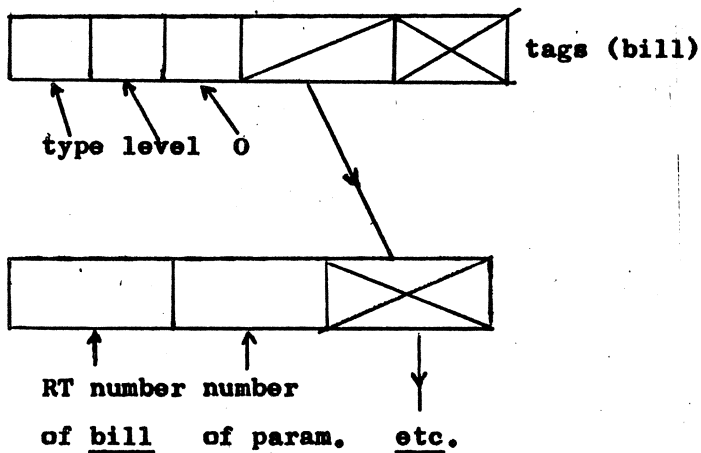 tags (bill)
type level 0
RT number number
of bill of param. etc.